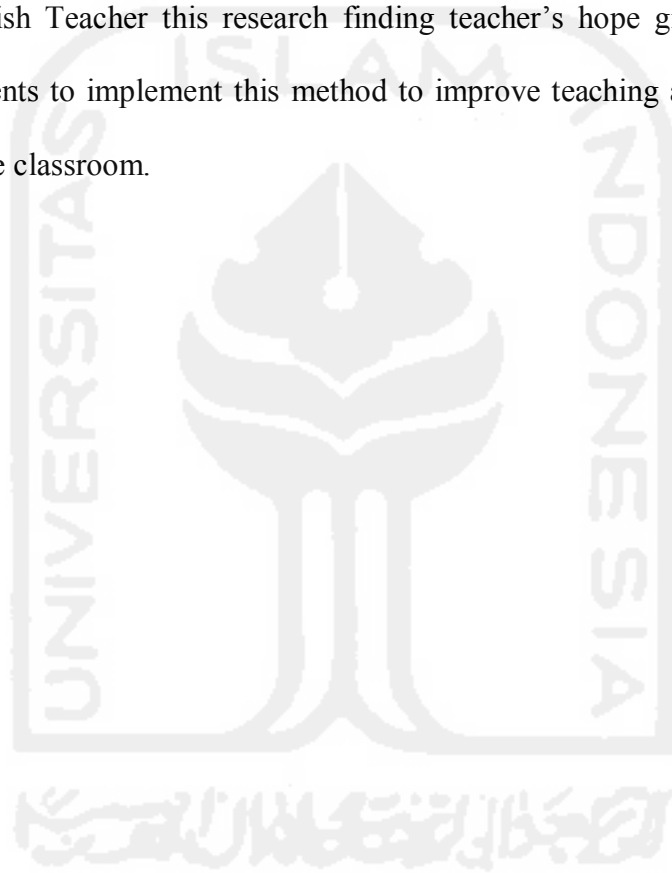 ish Teacher this research finding teacher’s hope g
ents to implement this method to improve teaching a
e classroom.
ISLAM
UNIVERSITAS
INDONESIA